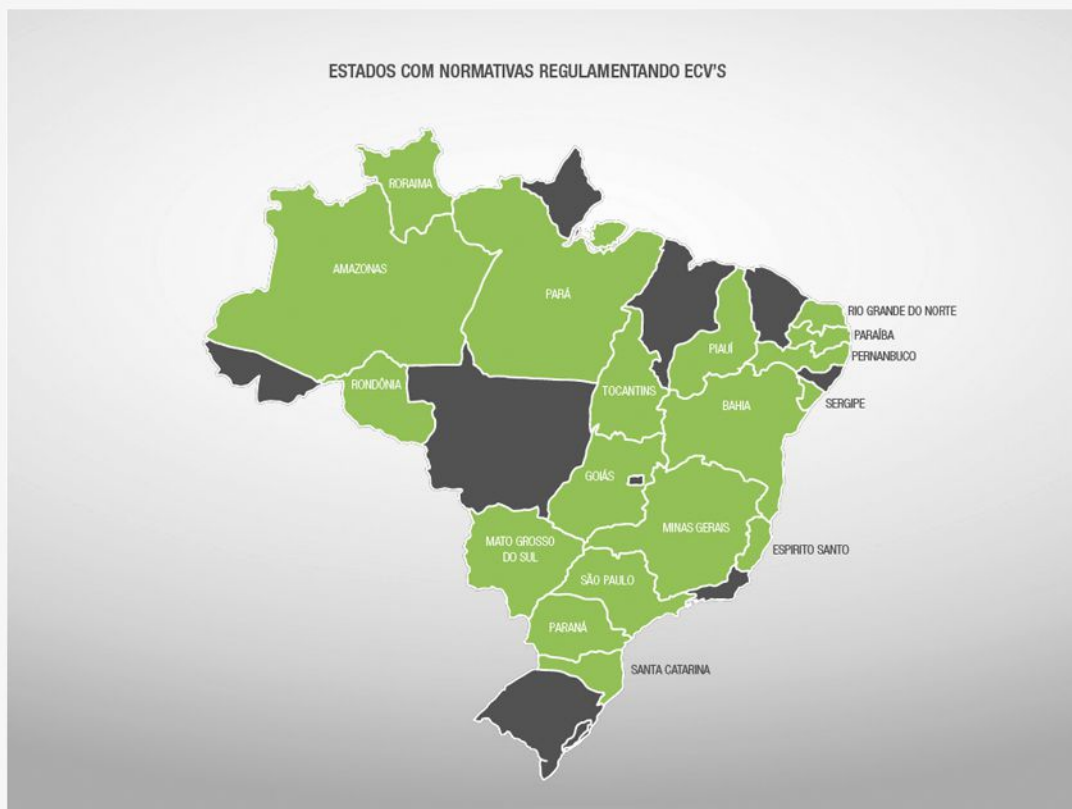 ESTADOS COM NORMATIVAS REGULAMENTANDO ECV'S
RORAIMA
AMAZONAS
PARÁ
RIO GRANDE DO NORTE
PARAÍBA
PIAUÍ
PERNANBUCO
RONDÔNIA
TOCANTINS
BAHIA
SERGIPE
GOIÁS
MINAS GERAIS
MATO GROSSO
DO SUL
ESPIRITO SANTO
SÃO PAULO
PARANÁ
SANTA CATARINA